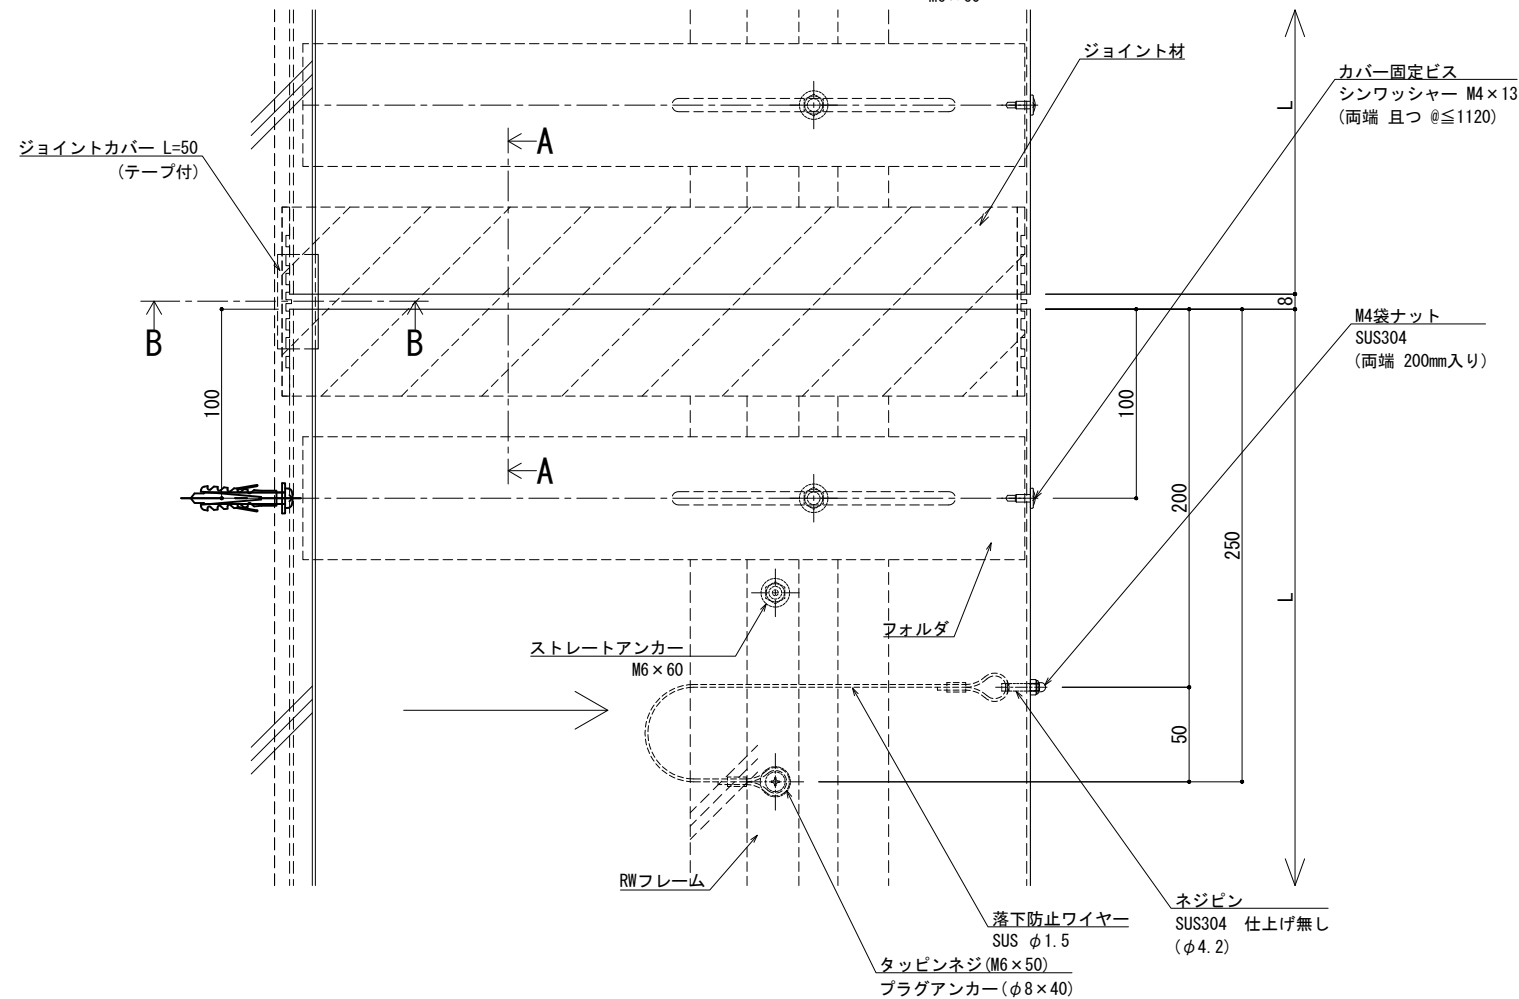 ジョイント材
カバー固定ビス
シンワッシャー M4×13
(両端 且つ @≦1120)
L
A
ジョイントカバー L=50
(テープ付)
8
B
B
M4袋ナット
SUS304
(両端 200mm入り)
100
100
A
200
250
L
フォルダ
ストレートアンカー
M6×60
50
RWフレーム
ネジピン
SUS304 仕上げ無し
(φ4.2)
落下防止ワイヤー
SUS φ1.5
タッピンネジ(M6×50)
プラグアンカー(φ8×40)